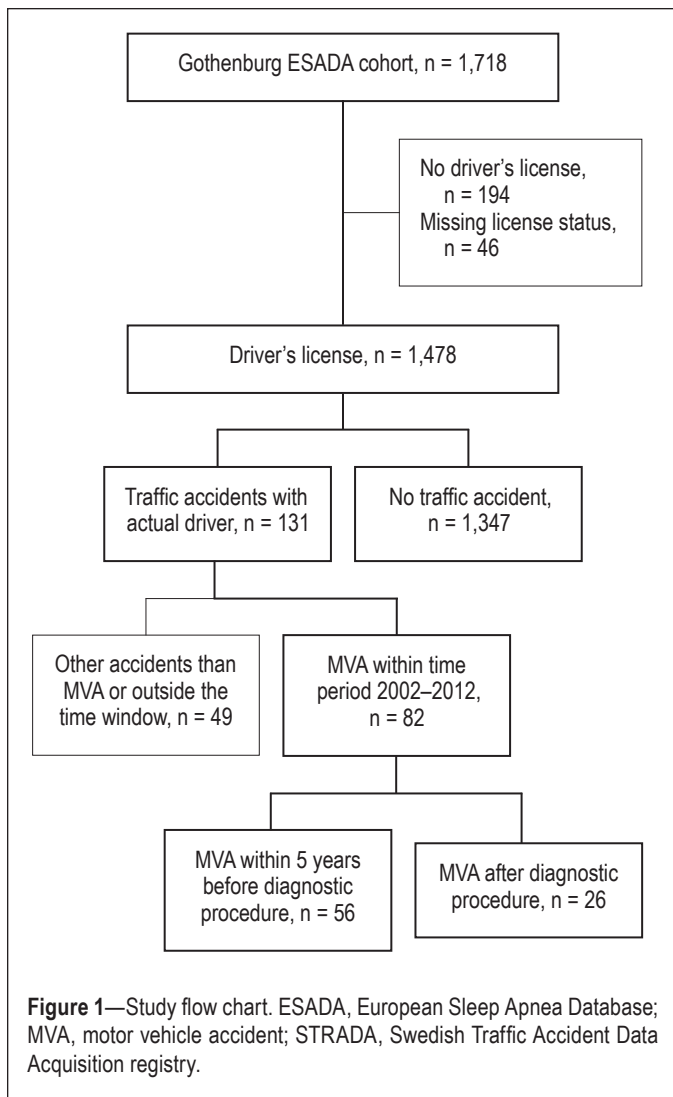 Gothenburg ESADA cohort, n = 1,718
No driver's license,
n = 194
Missing license status,
n = 46
Driver's license, n = 1,478
Traffic accidents with
actual driver, n = 131
No traffic accident,
n = 1,347
Other accidents than
MVA or outside the
time window, n = 49
MVA within time
period 2002–2012,
n = 82
MVA within 5 years
before diagnostic
procedure, n = 56
MVA after diagnostic
procedure, n = 26
Figure 1—Study flow chart. ESADA, European Sleep Apnea Database;
MVA, motor vehicle accident; STRADA, Swedish Traffic Accident Data
Acquisition registry.